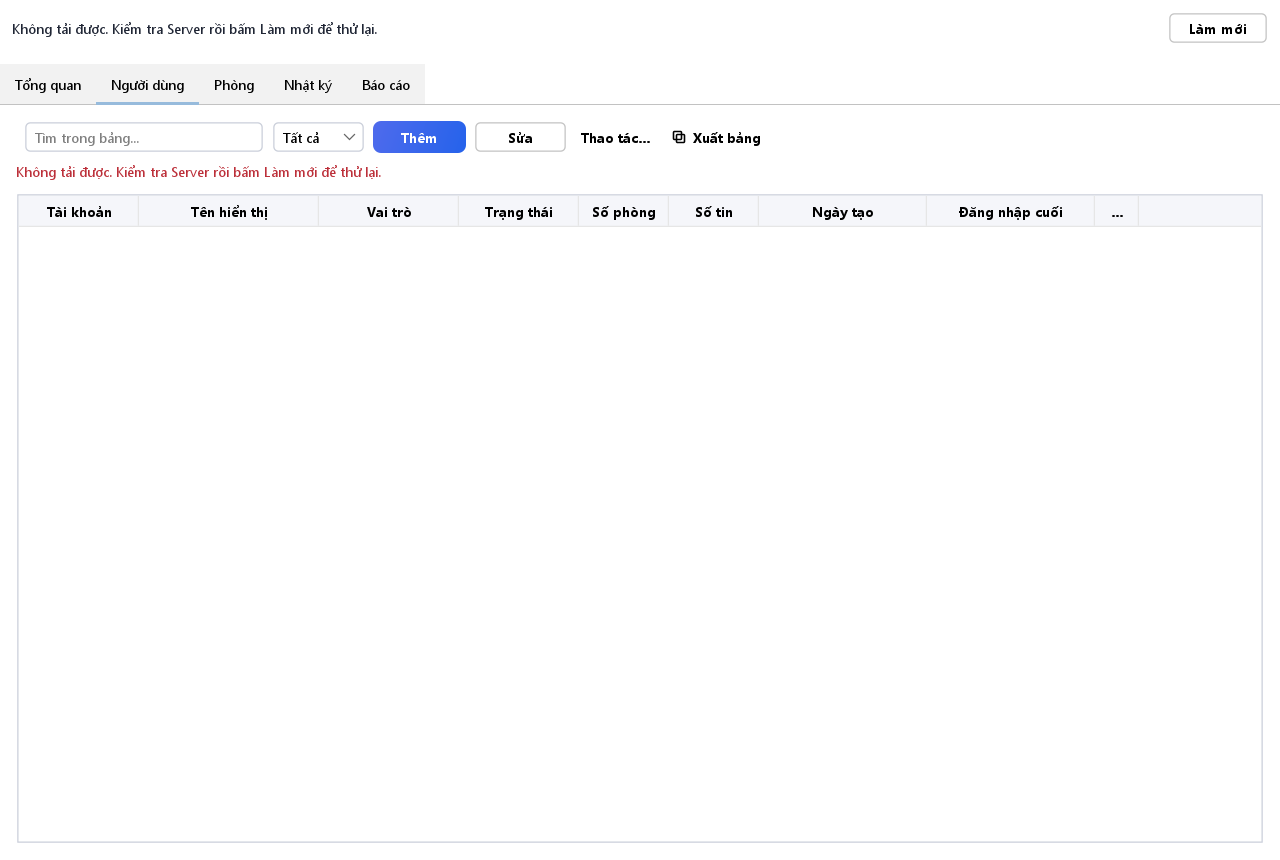 Không tải được. Kiểm tra Server rồi bấm Làm mới để thử lại.
Làm mới
Tổng quan Người dùng Phòng Nhật ký Báo cáo
Tìm trong bảng... Tất cả Thêm Sửa Thao tác... Xuất bảng
Không tải được. Kiểm tra Server rồi bấm Làm mới để thử lại.
Tài khoản Tên hiển thị Vai trò Trạng thái Số phòng Số tin Ngày tạo Đăng nhập cuối ...